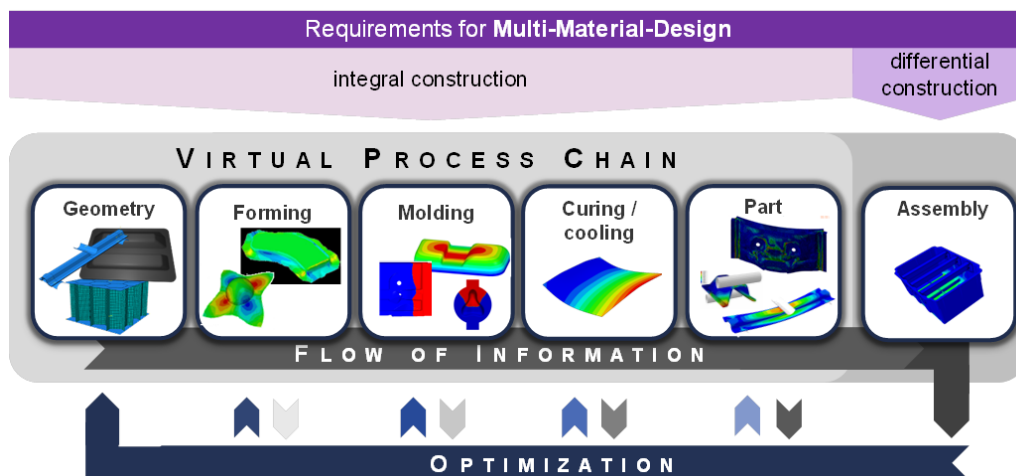 Requirements for Multi-Material-Design
integral construction
differential
construction
VIRTUAL PROCESS CHAIN
Geometry
Forming
Molding
Curing /
cooling
Part
Assembly
FLOW OF INFORMATION
OPTIMIZATION